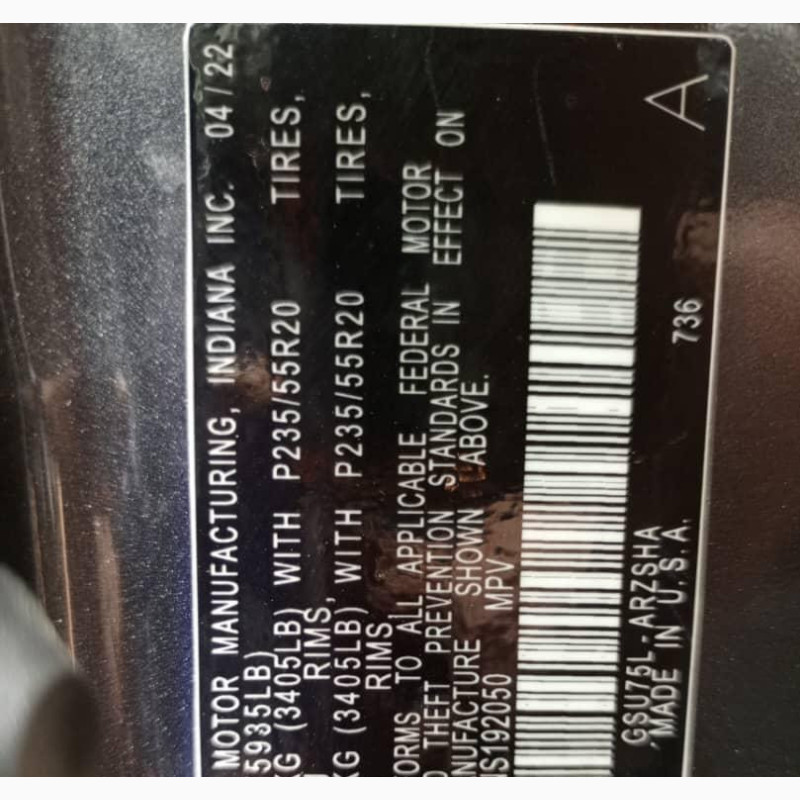 MOTOR MANUFACTURING, INDIANA INC. 04/22
5935LB)
KG (3405LB) WITH P235/55R20 TIRES,
RIMS,
KG (3405LB) WITH P235/55R20 TIRES,
RIMS
ORMS TO ALL APPLICABLE FEDERAL MOTOR
D THEFT PREVENTION STANDARDS IN EFFECT ON
NUFACTURE SHOWN ABOVE.
NS192050 MPV
GSU75L-ARZSHA
MADE IN U.S.A. 736
A